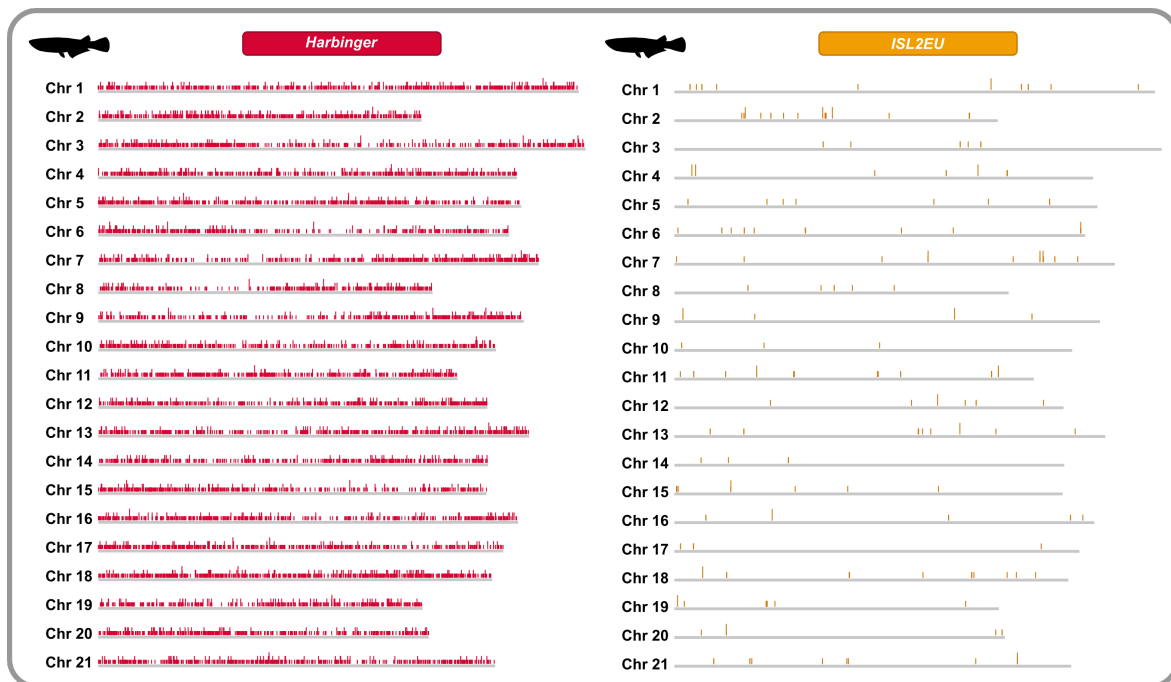 Harbinger
Chr 1
Chr 2
Chr 3
Chr 4
Chr 5
Chr 6
Chr 7
Chr 8
Chr 9
Chr 10
Chr 11
Chr 12
Chr 13
Chr 14
Chr 15
Chr 16
Chr 17
Chr 18
Chr 19
Chr 20
Chr 21
ISL2EU
Chr 1
Chr 2
Chr 3
Chr 4
Chr 5
Chr 6
Chr 7
Chr 8
Chr 9
Chr 10
Chr 11
Chr 12
Chr 13
Chr 14
Chr 15
Chr 16
Chr 17
Chr 18
Chr 19
Chr 20
Chr 21